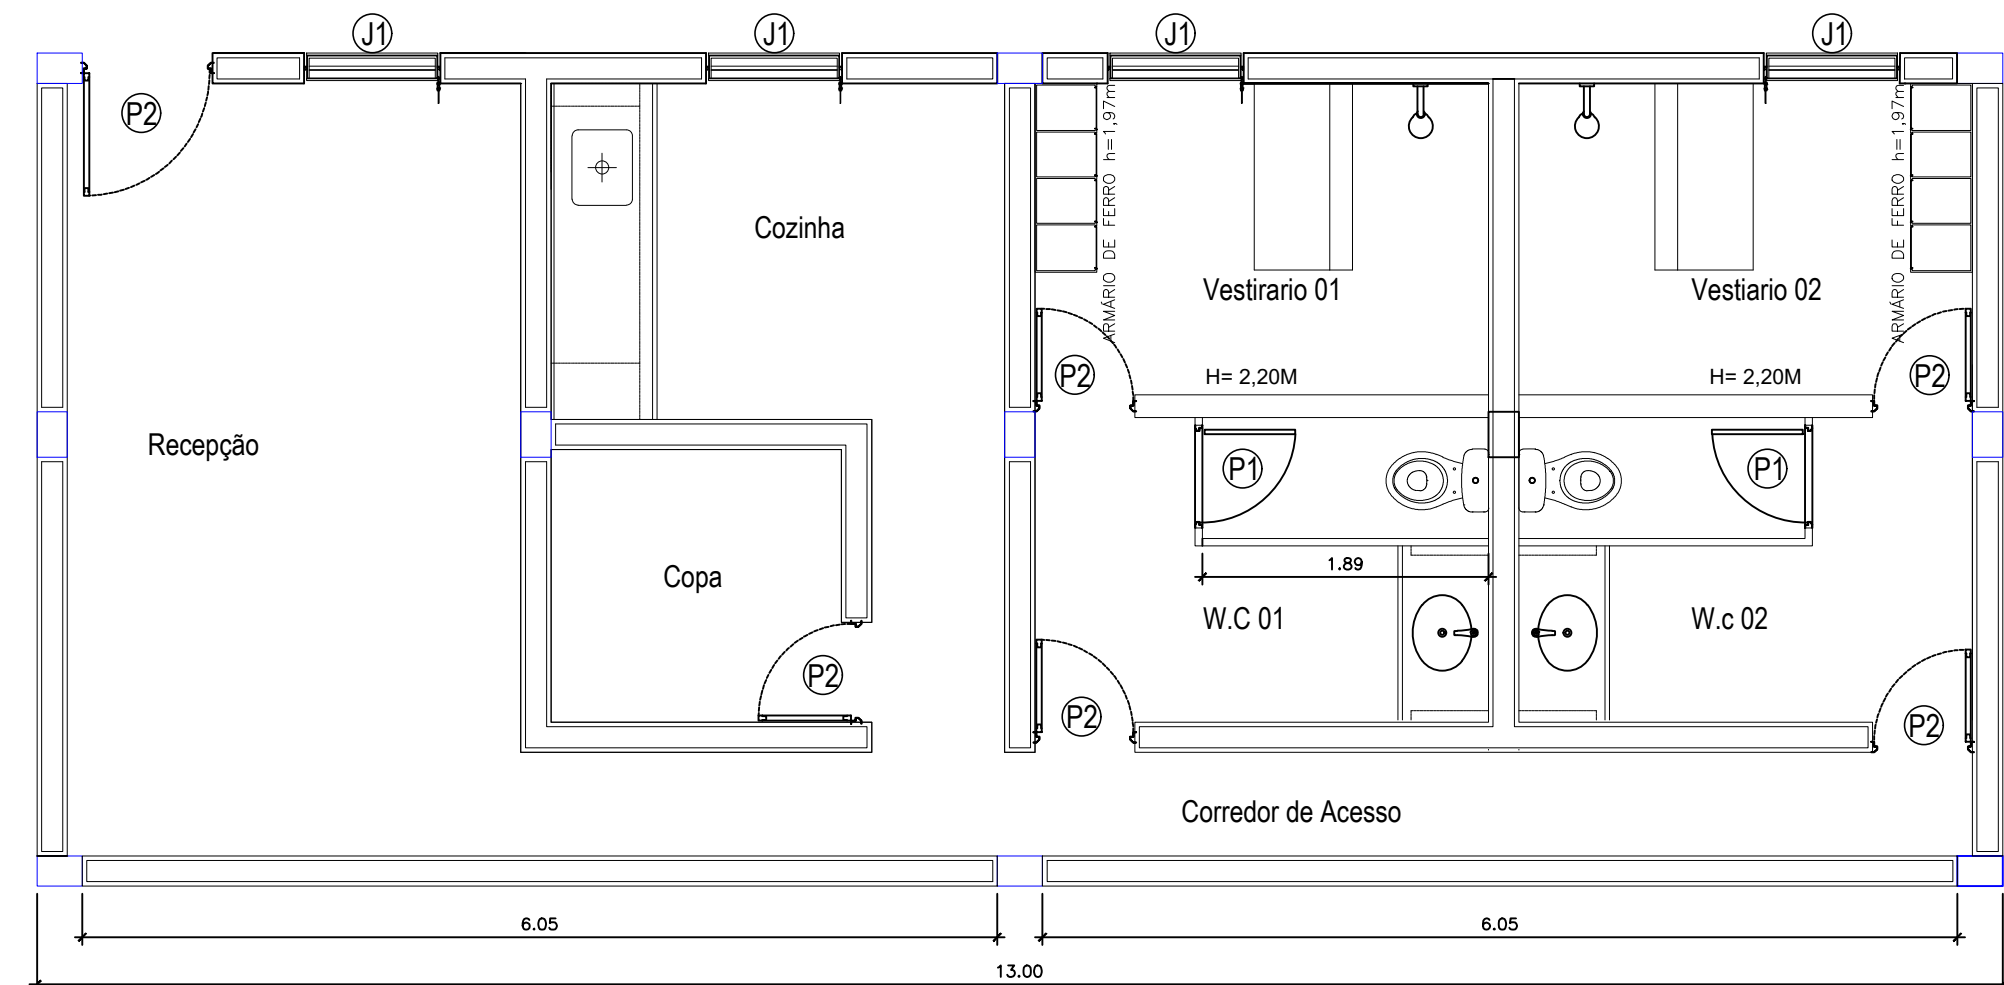 J1
J1
J1
J1
P2
ARMÁRIO DE FERRO h=1,97m
ARMÁRIO DE FERRO h=1,97m
Cozinha
Vestirario 01
Vestiario 02
P2
H= 2,20M
H= 2,20M
P2
Recepção
P1
P1
1.89
Copa
W.C 01
W.c 02
P2
P2
P2
Corredor de Acesso
6.05
6.05
13.00